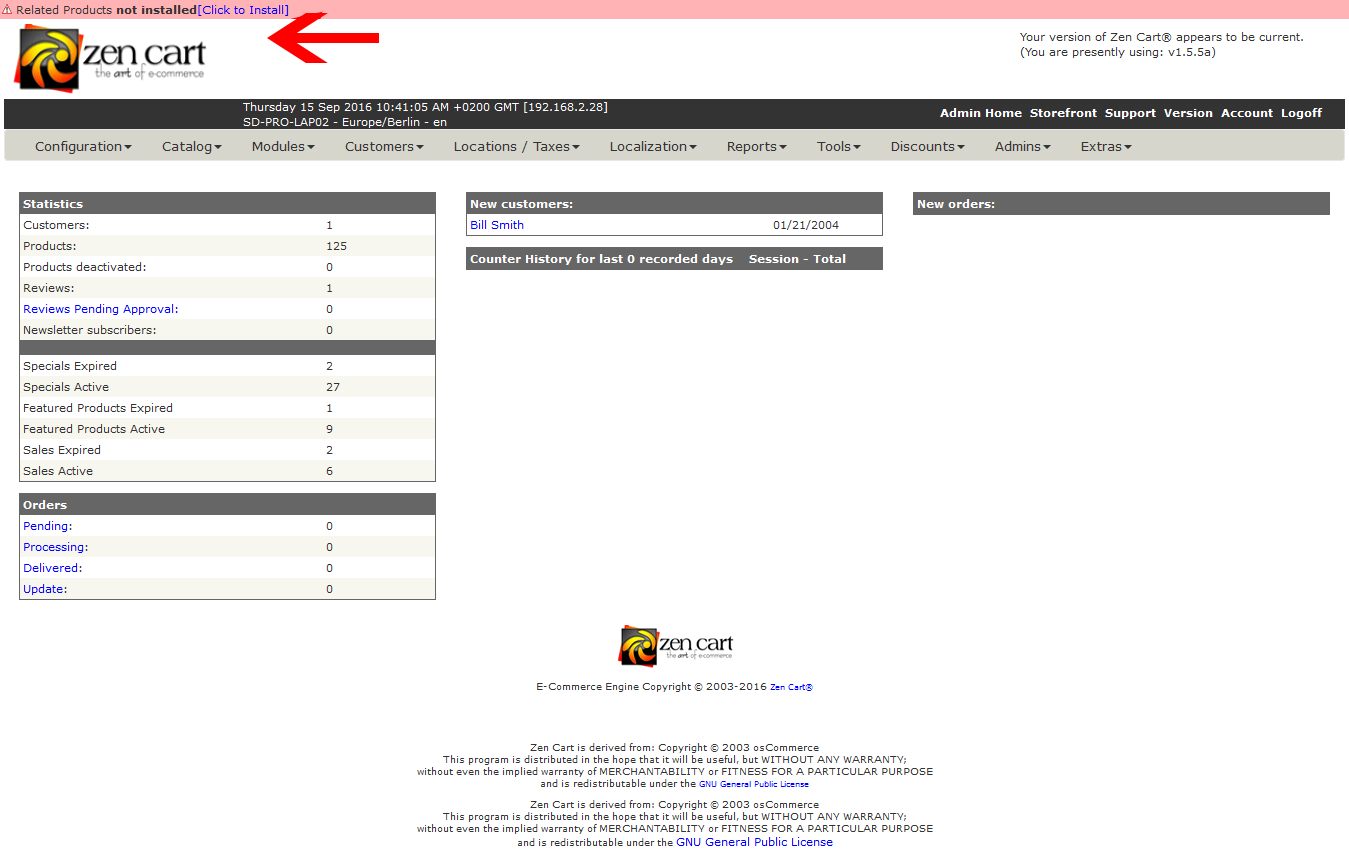 Related Products not installed[Click to Install]
zen cart
the art of e-commerce
Your version of Zen Cart® appears to be current.
(You are presently using: v1.5.5a)
Thursday 15 Sep 2016 10:41:05 AM +0200 GMT [192.168.2.28]
SD-PRO-LAP02 - Europe/Berlin - en
Admin Home Storefront Support Version Account Logoff
Configuration Catalog Modules Customers Locations / Taxes Localization Reports Tools Discounts Admins Extras
Statistics
Customers: 1
Products: 125
Products deactivated: 0
Reviews: 1
Reviews Pending Approval: 0
Newsletter subscribers: 0
Specials Expired 2
Specials Active 27
Featured Products Expired 1
Featured Products Active 9
Sales Expired 2
Sales Active 6
Orders
Pending: 0
Processing: 0
Delivered: 0
Update: 0
New customers:
Bill Smith 01/21/2004
Counter History for last 0 recorded days Session - Total
New orders:
zen cart
the art of e-commerce
E-Commerce Engine Copyright © 2003-2016 Zen Cart®
Zen Cart is derived from: Copyright © 2003 osCommerce
This program is distributed in the hope that it will be useful, but WITHOUT ANY WARRANTY;
without even the implied warranty of MERCHANTABILITY or FITNESS FOR A PARTICULAR PURPOSE
and is redistributable under the GNU General Public License
Zen Cart is derived from: Copyright © 2003 osCommerce
This program is distributed in the hope that it will be useful, but WITHOUT ANY WARRANTY;
without even the implied warranty of MERCHANTABILITY or FITNESS FOR A PARTICULAR PURPOSE
and is redistributable under the GNU General Public License